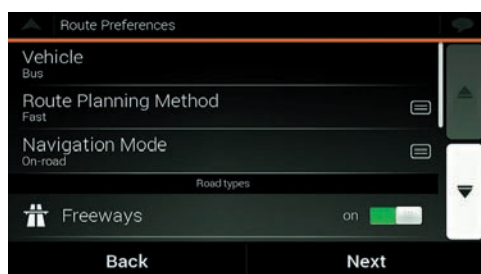 Route Preferences
Vehicle
Bus
Route Planning Method
Fast
Navigation Mode
On-road
Road types
Freeways on
Back Next